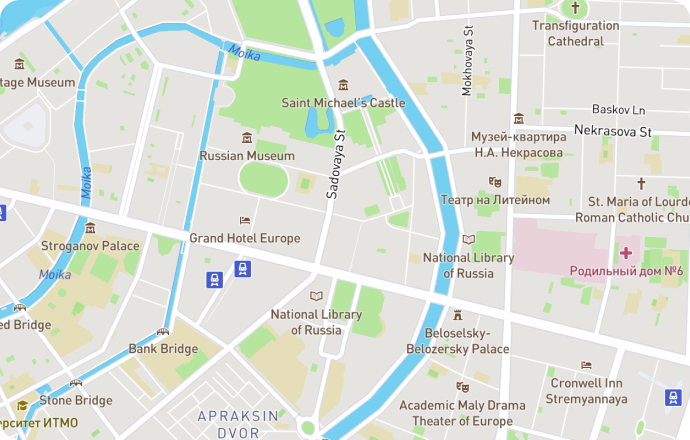 Transfiguration
Cathedral
Mokhovaya St
Moika
tage Museum
Saint Michael's Castle
Baskov Ln
Nekrasova St
Музей-квартира
Н.А. Некрасова
Russian Museum
Sadovaya St
Moika
Театр на Литейном
St. Maria of Lourde
Roman Catholic Churc
Stroganov Palace
Grand Hotel Europe
National Library
of Russia
Родильный дом №6
Moika
National Library
of Russia
ed Bridge
Bank Bridge
Beloselsky-
Belozersky Palace
Stone Bridge
Cronwell Inn
Stremyannaya
Academic Maly Drama
Theater of Europe
APRAKSIN
DVOR
ерситет ИТМО